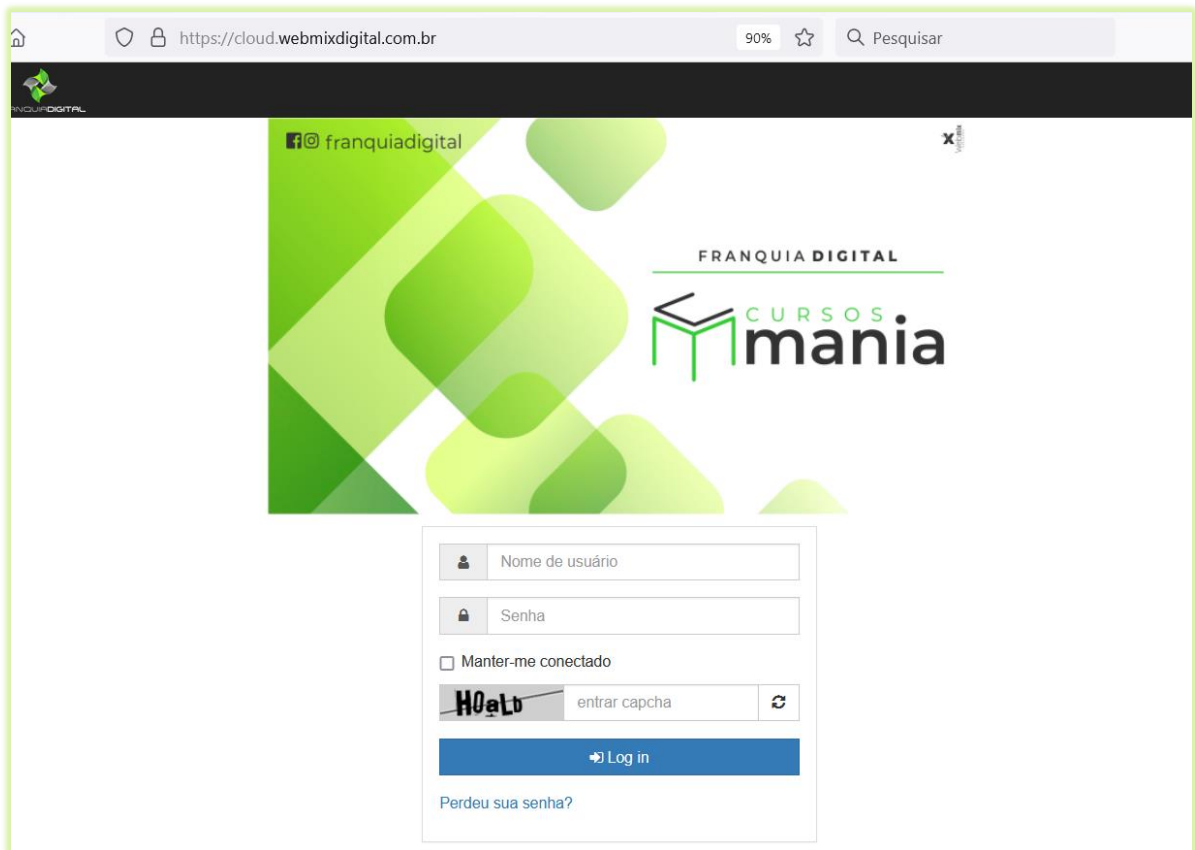 https://cloud.webmixdigital.com.br
90%
Pesquisar
franquiadigital
FRANQUIA DIGITAL
CURSOS
mania
Nome de usuário
Senha
Manter-me conectado
entrar capcha
Log in
Perdeu sua senha?